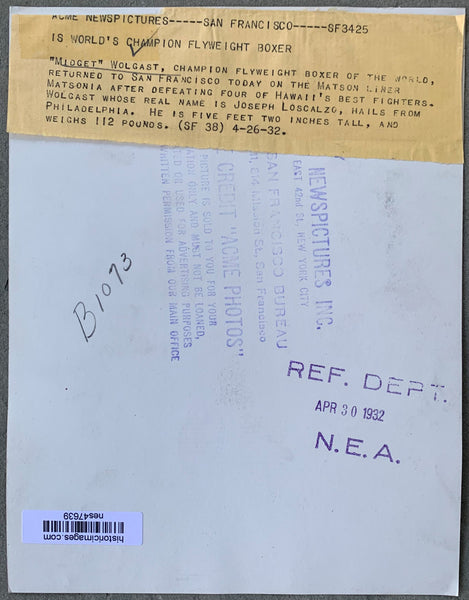 ACME NEWSPICTURES-----SAN FRANCISCO-----SF3425
IS WORLD'S CHAMPION FLYWEIGHT BOXER
"MIDGET" WOLGAST, CHAMPION FLYWEIGHT BOXER OF THE WORLD,
RETURNED TO SAN FRANCISCO TODAY ON THE MATSON LINER
MATSONIA AFTER DEFEATING FOUR OF HAWAII'S BEST FIGHTERS.
WOLGAST WHOSE REAL NAME IS JOSEPH LOSCALZO, HAILS FROM
PHILADELPHIA. HE IS FIVE FEET TWO INCHES TALL, AND
WEIGHS 112 POUNDS. (SF 38) 4-26-32.
NEWSPICTURES INC.
EAST 42nd St, NEW YORK CITY
SAN FRANCISCO BUREAU
814 Mission St., San Francisco
CREDIT "ACME PHOTOS"
PICTURE IS SOLD TO YOU FOR YOUR
ONLY AND MUST NOT BE LOANED,
OR USED FOR ADVERTISING PURPOSES
WRITTEN PERMISSION FROM OUR MAIN OFFICE
B1073
REF. DEPT.
APR 30 1932
N.E.A.
historicimages.com
nes47639